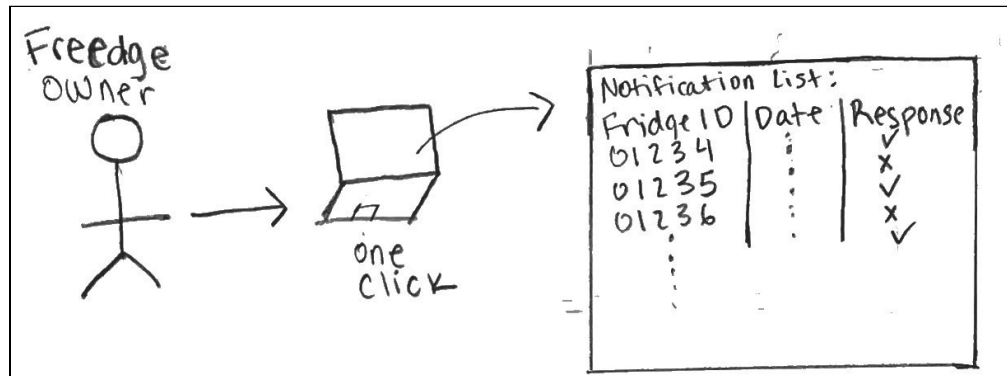 Freedge
owner
one
click
Notification List:
Fridge ID | Date | Response
01234 ✓
01235 x
01236 ✓
x
✓